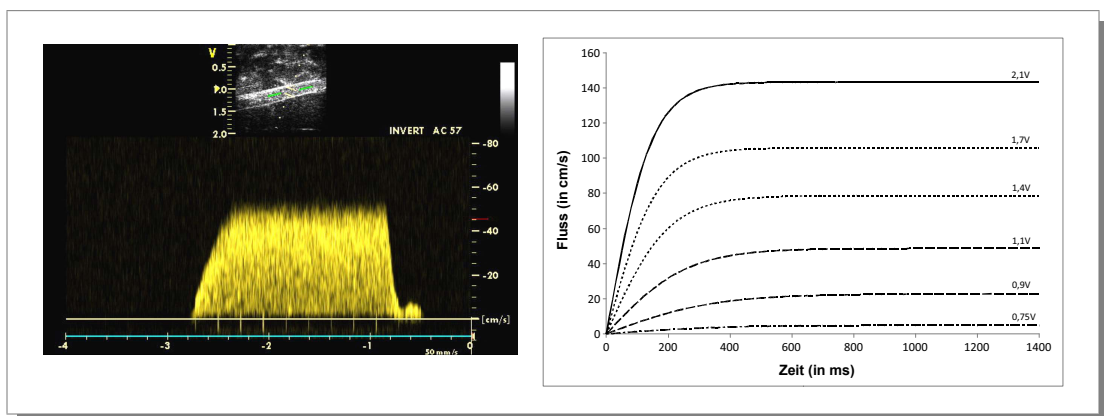 V
0.5
1.0
1.5
2.0
INVERT AC 57
-80
-60
-40
-20
[cm/s]
-4
-2
-1
0
50 mm/s
Fluss (in cm/s)
160
140
120
100
80
60
40
20
0
2,1V
1,7V
1,4V
1,1V
0,9V
0,75V
0
200
400
600
800
1000
1200
1400
Zeit (in ms)